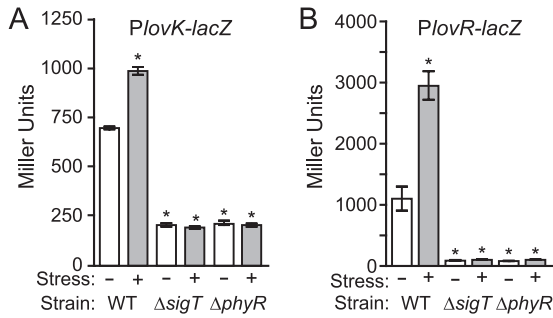 A
PlovK-lacZ
1250
1000
750
500
250
0
Miller Units
*
* * * *
Stress: – + – + – +
Strain: WT ΔsigT ΔphyR
B
PlovR-lacZ
4000
3000
2000
1000
0
Miller Units
*
* * * *
Stress: – + – + – +
Strain: WT ΔsigT ΔphyR